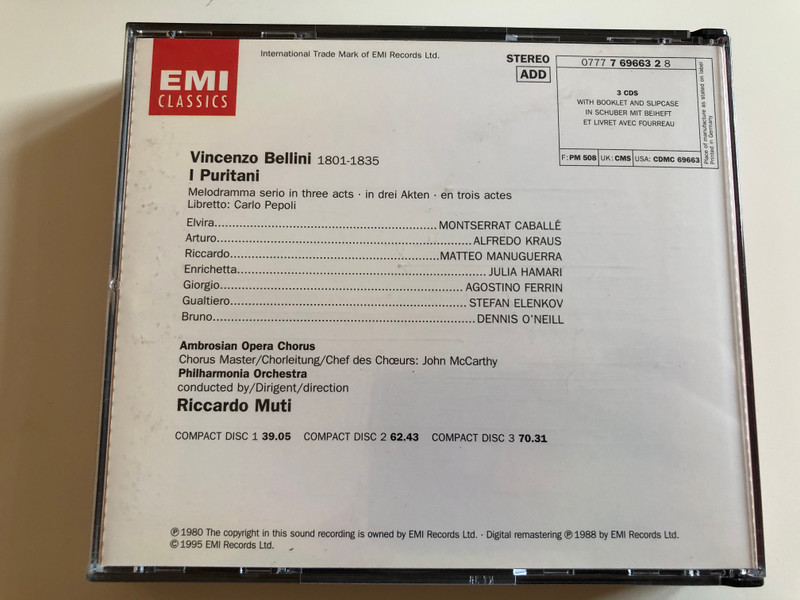 International Trade Mark of EMI Records Ltd.
EMI
CLASSICS
STEREO
ADD
0777 7 69663 2 8
3 CDS
WITH BOOKLET AND SLIPCASE
IN SCHUBER MIT BEIHEFT
ET LIVRET AVEC FOURREAU
F: PM 508 UK: CMS USA: CDMC 69663
Place of manufacture as stated on label
Printed in Germany
Vincenzo Bellini 1801-1835
I Puritani
Melodramma serio in three acts · in drei Akten · en trois actes
Libretto: Carlo Pepoli
Elvira MONTSERRAT CABALLÉ
Arturo ALFREDO KRAUS
Riccardo MATTEO MANUGUERRA
Enrichetta JULIA HAMARI
Giorgio AGOSTINO FERRIN
Gualtiero STEFAN ELENKOV
Bruno DENNIS O'NEILL
Ambrosian Opera Chorus
Chorus Master/Chorleitung/Chef des Chœurs: John McCarthy
Philharmonia Orchestra
conducted by/Dirigent/direction
Riccardo Muti
COMPACT DISC 1 39.05 COMPACT DISC 2 62.43 COMPACT DISC 3 70.31
℗ 1980 The copyright in this sound recording is owned by EMI Records Ltd. · Digital remastering ℗ 1988 by EMI Records Ltd.
© 1995 EMI Records Ltd.